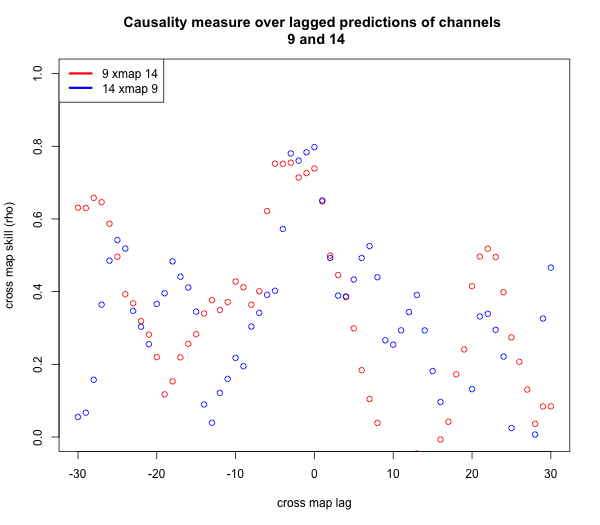 Causality measure over lagged predictions of channels
9 and 14
9 xmap 14
14 xmap 9
cross map skill (rho)
1.0
0.8
0.6
0.4
0.2
0.0
-30 -20 -10 0 10 20 30
cross map lag